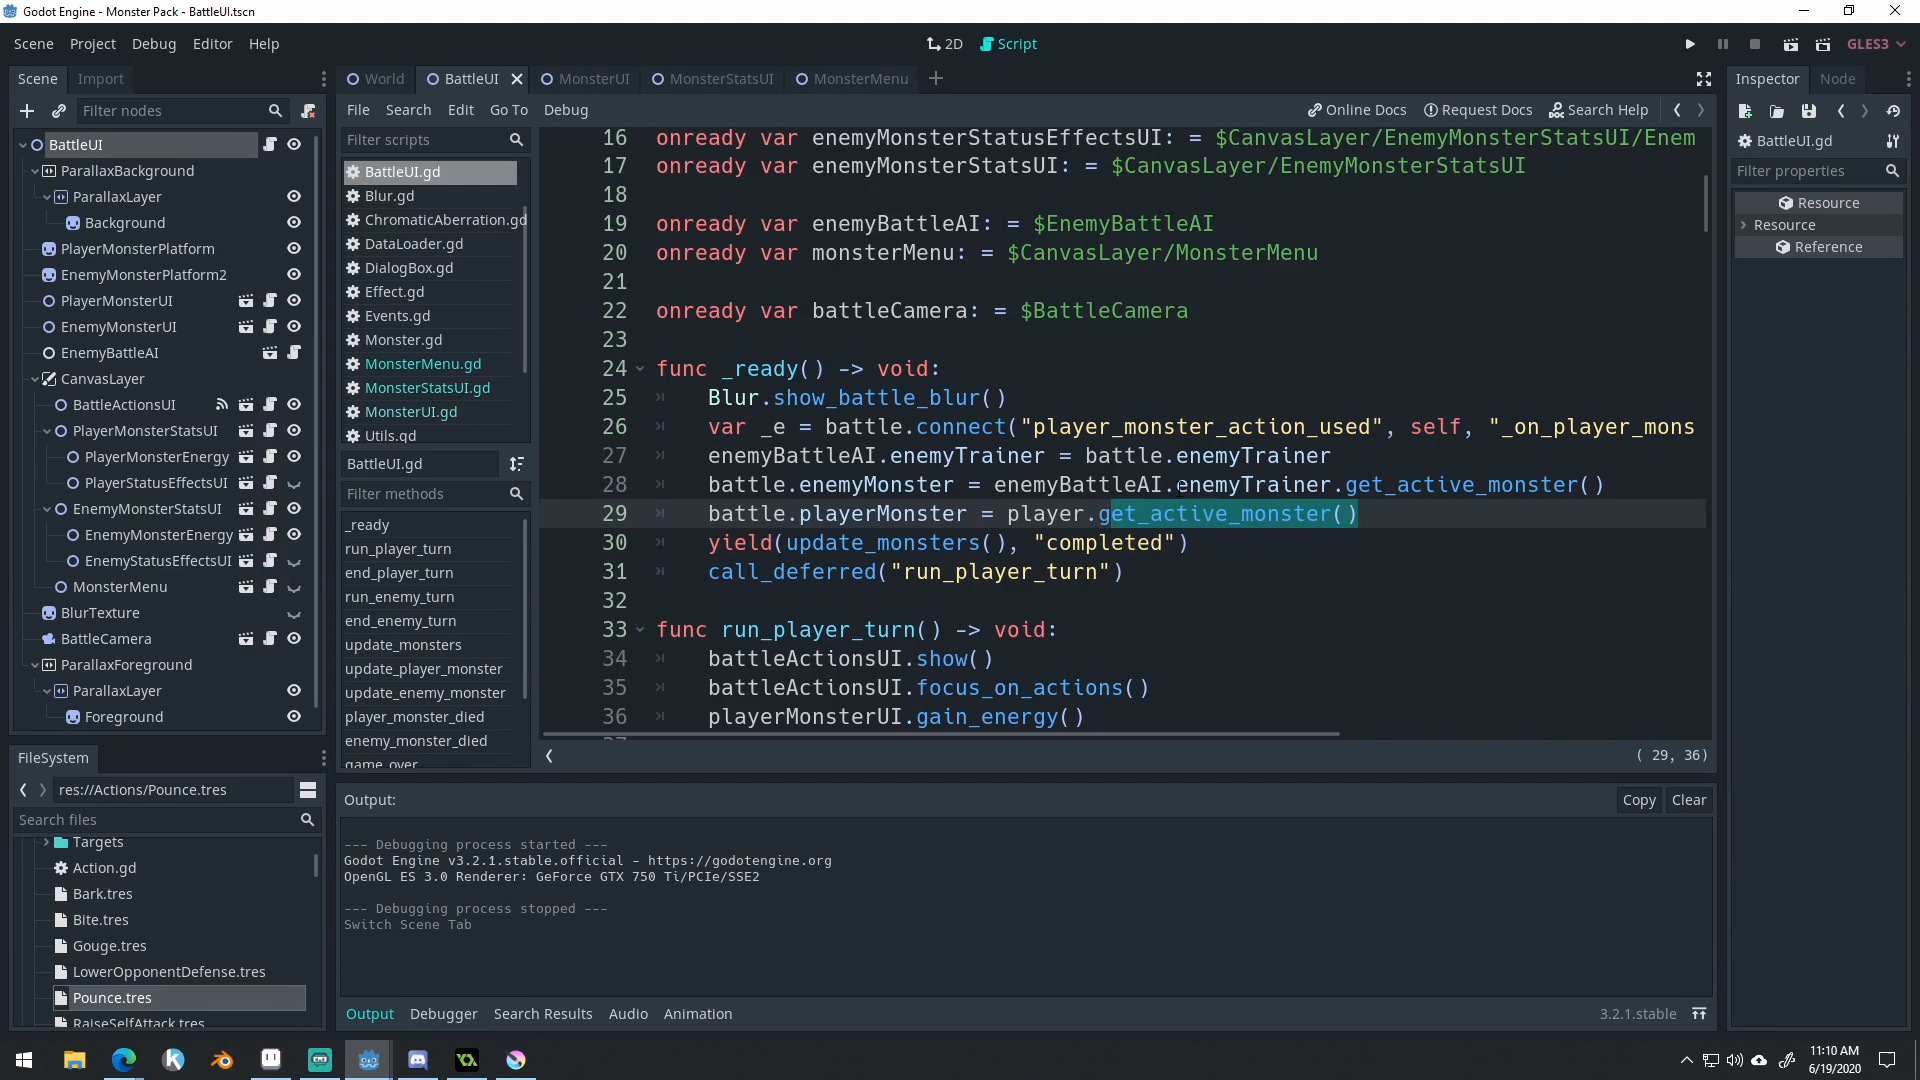 Godot Engine - Monster Pack - BattleUI.tscn
Scene Project Debug Editor Help
2D Script
GLES3
Scene Import
World BattleUI MonsterUI MonsterStatsUI MonsterMenu
Inspector Node
Filter nodes
File Search Edit Go To Debug
Online Docs Request Docs Search Help
BattleUI
ParallaxBackground
ParallaxLayer
Background
PlayerMonsterPlatform
EnemyMonsterPlatform2
PlayerMonsterUI
EnemyMonsterUI
EnemyBattleAI
CanvasLayer
BattleActionsUI
PlayerMonsterStatsUI
PlayerMonsterEnergy
PlayerStatusEffectsUI
EnemyMonsterStatsUI
EnemyMonsterEnergy
EnemyStatusEffectsUI
MonsterMenu
BlurTexture
BattleCamera
ParallaxForeground
ParallaxLayer
Foreground
FileSystem
res://Actions/Pounce.tres
Search files
Targets
Action.gd
Bark.tres
Bite.tres
Gouge.tres
LowerOpponentDefense.tres
Pounce.tres
RaiseSelfAttack.tres
Filter scripts
BattleUI.gd
Blur.gd
ChromaticAberration.gd
DataLoader.gd
DialogBox.gd
Effect.gd
Events.gd
Monster.gd
MonsterMenu.gd
MonsterStatsUI.gd
MonsterUI.gd
Utils.gd
BattleUI.gd
Filter methods
_ready
run_player_turn
end_player_turn
run_enemy_turn
end_enemy_turn
update_monsters
update_player_monster
update_enemy_monster
player_monster_died
enemy_monster_died
game_over
16 onready var enemyMonsterStatusEffectsUI: = $CanvasLayer/EnemyMonsterStatsUI/Enem
17 onready var enemyMonsterStatsUI: = $CanvasLayer/EnemyMonsterStatsUI
18
19 onready var enemyBattleAI: = $EnemyBattleAI
20 onready var monsterMenu: = $CanvasLayer/MonsterMenu
21
22 onready var battleCamera: = $BattleCamera
23
24 func _ready() -> void:
25 Blur.show_battle_blur()
26 var _e = battle.connect("player_monster_action_used", self, "_on_player_mons
27 enemyBattleAI.enemyTrainer = battle.enemyTrainer
28 battle.enemyMonster = enemyBattleAI.enemyTrainer.get_active_monster()
29 battle.playerMonster = player.get_active_monster()
30 yield(update_monsters(), "completed")
31 call_deferred("run_player_turn")
32
33 func run_player_turn() -> void:
34 battleActionsUI.show()
35 battleActionsUI.focus_on_actions()
36 playerMonsterUI.gain_energy()
( 29, 36)
Output:
Copy Clear
--- Debugging process started ---
Godot Engine v3.2.1.stable.official - https://godotengine.org
OpenGL ES 3.0 Renderer: GeForce GTX 750 Ti/PCIe/SSE2
--- Debugging process stopped ---
Switch Scene Tab
Output Debugger Search Results Audio Animation
3.2.1.stable
BattleUI.gd
Filter properties
Resource
Resource
Reference
11:10 AM
6/19/2020